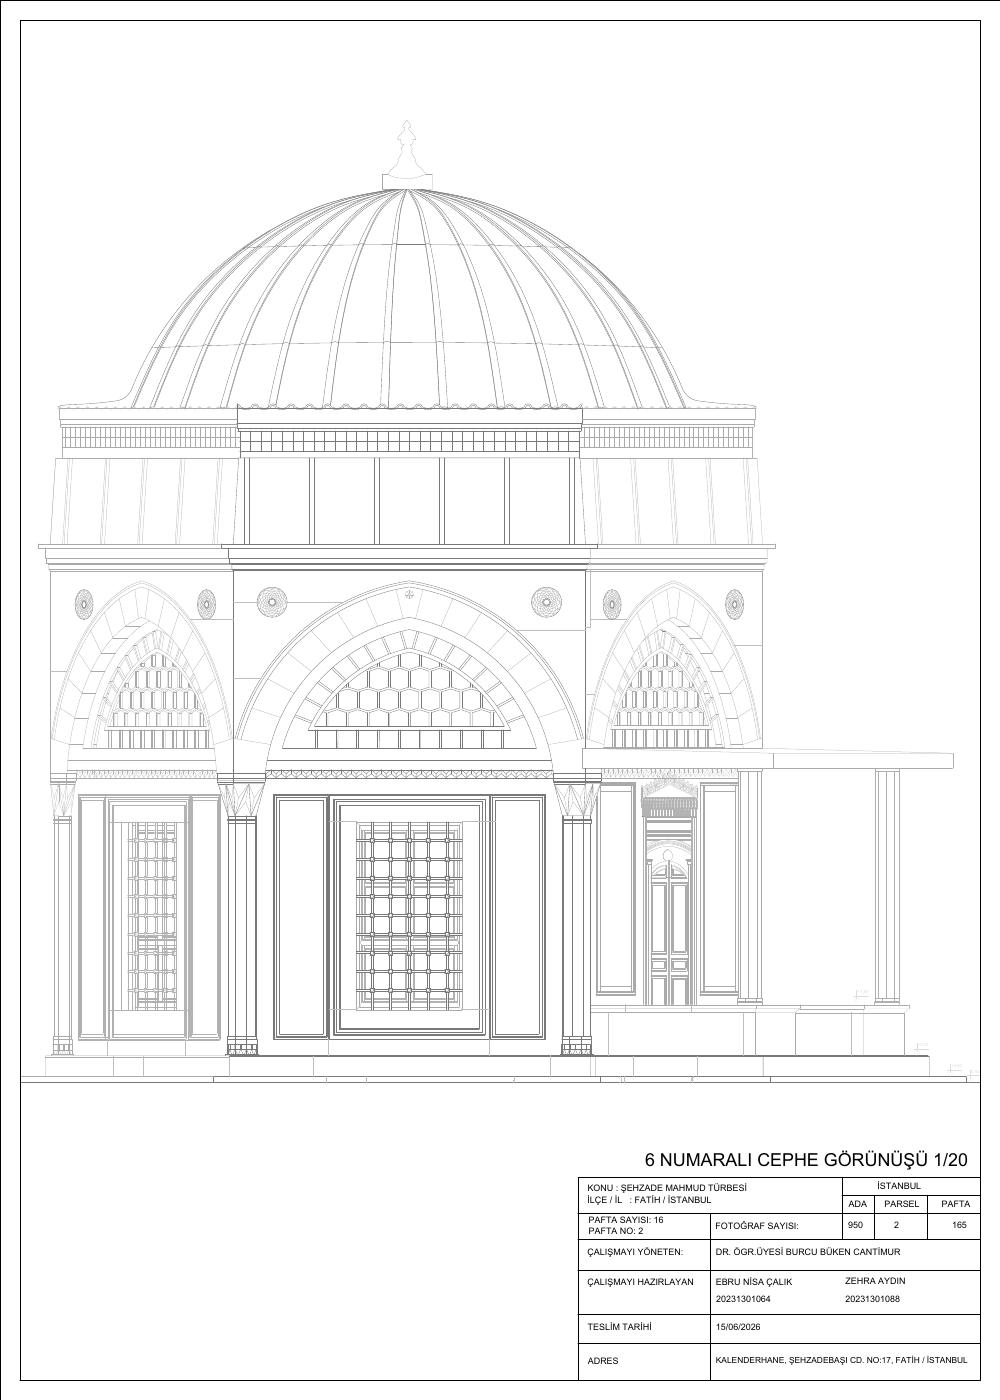 6 NUMARALI CEPHE GÖRÜNÜŞÜ 1/20
KONU : ŞEHZADE MAHMUD TÜRBESİ
İLÇE / İL : FATİH / İSTANBUL
İSTANBUL
ADA PARSEL PAFTA
PAFTA SAYISI: 16
PAFTA NO: 2
FOTOĞRAF SAYISI:
950 2 165
ÇALIŞMAYI YÖNETEN: DR. ÖGR.ÜYESİ BURCU BÜKEN CANTİMUR
ÇALIŞMAYI HAZIRLAYAN EBRU NİSA ÇALIK ZEHRA AYDIN
20231301064 20231301088
TESLİM TARİHİ 15/06/2026
ADRES KALENDERHANE, ŞEHZADEBAŞI CD. NO:17, FATİH / İSTANBUL